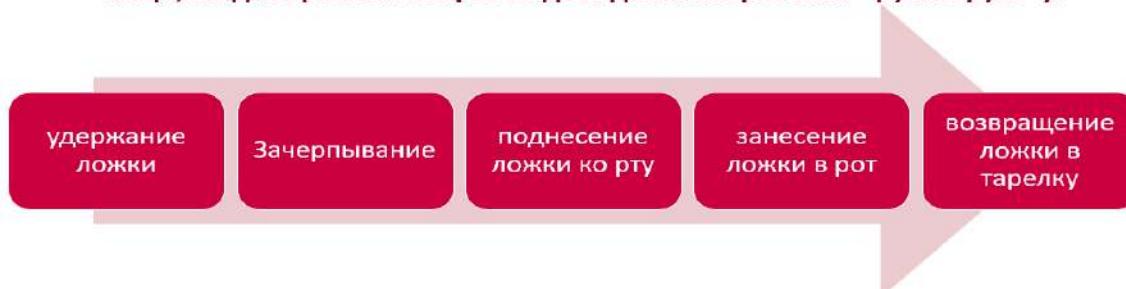 удержание
ложки
Зачерпывание
поднесение
ложки ко рту
занесение
ложки в рот
возвращение
ложки в
тарелку